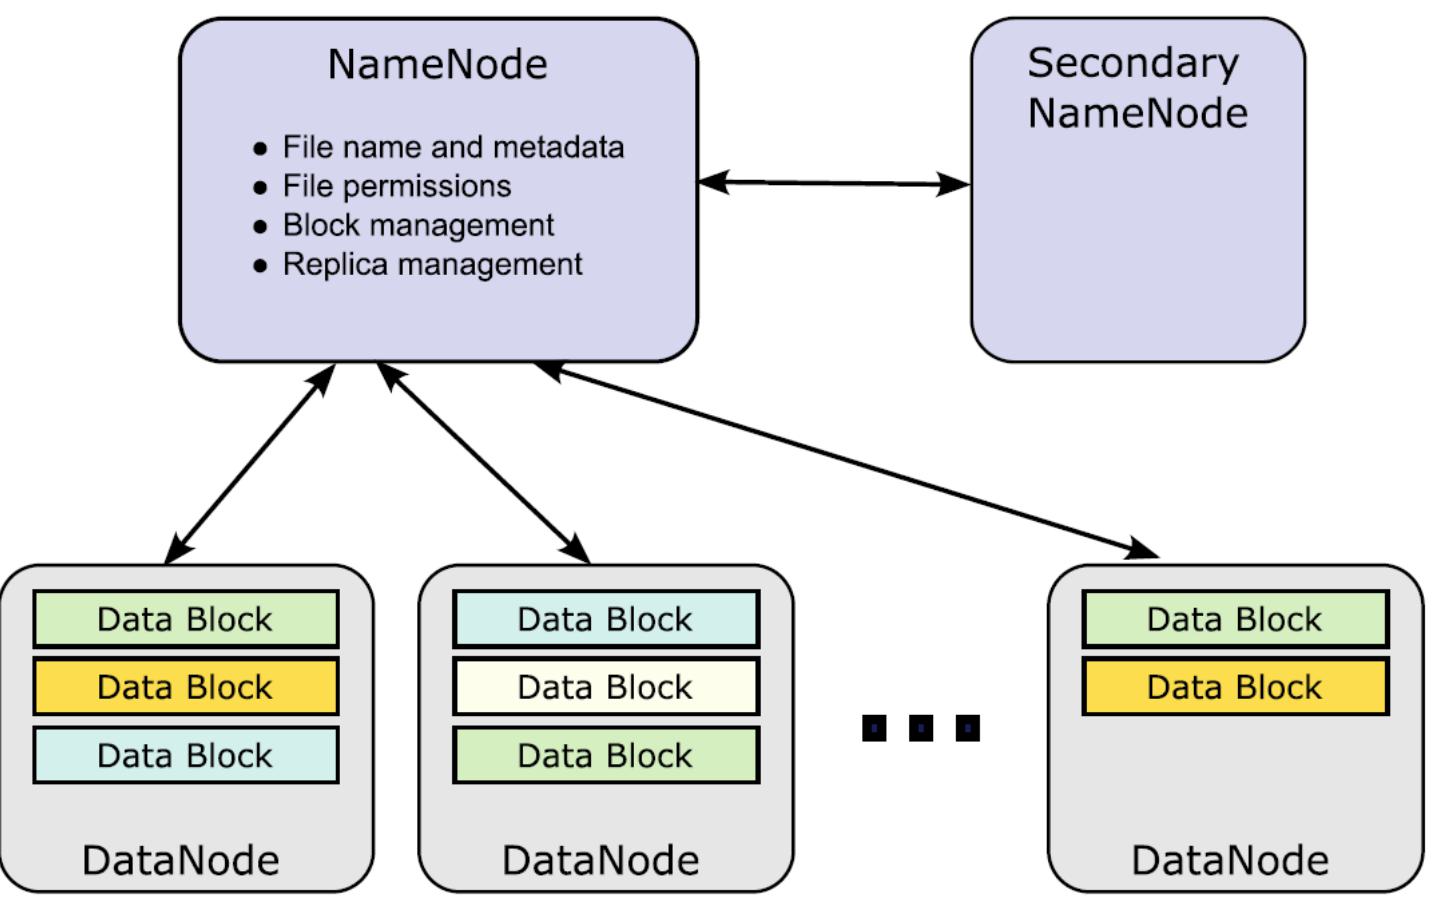 NameNode
● File name and metadata
● File permissions
● Block management
● Replica management
Secondary
NameNode
Data Block
Data Block
Data Block
DataNode
Data Block
Data Block
Data Block
DataNode
Data Block
Data Block
DataNode